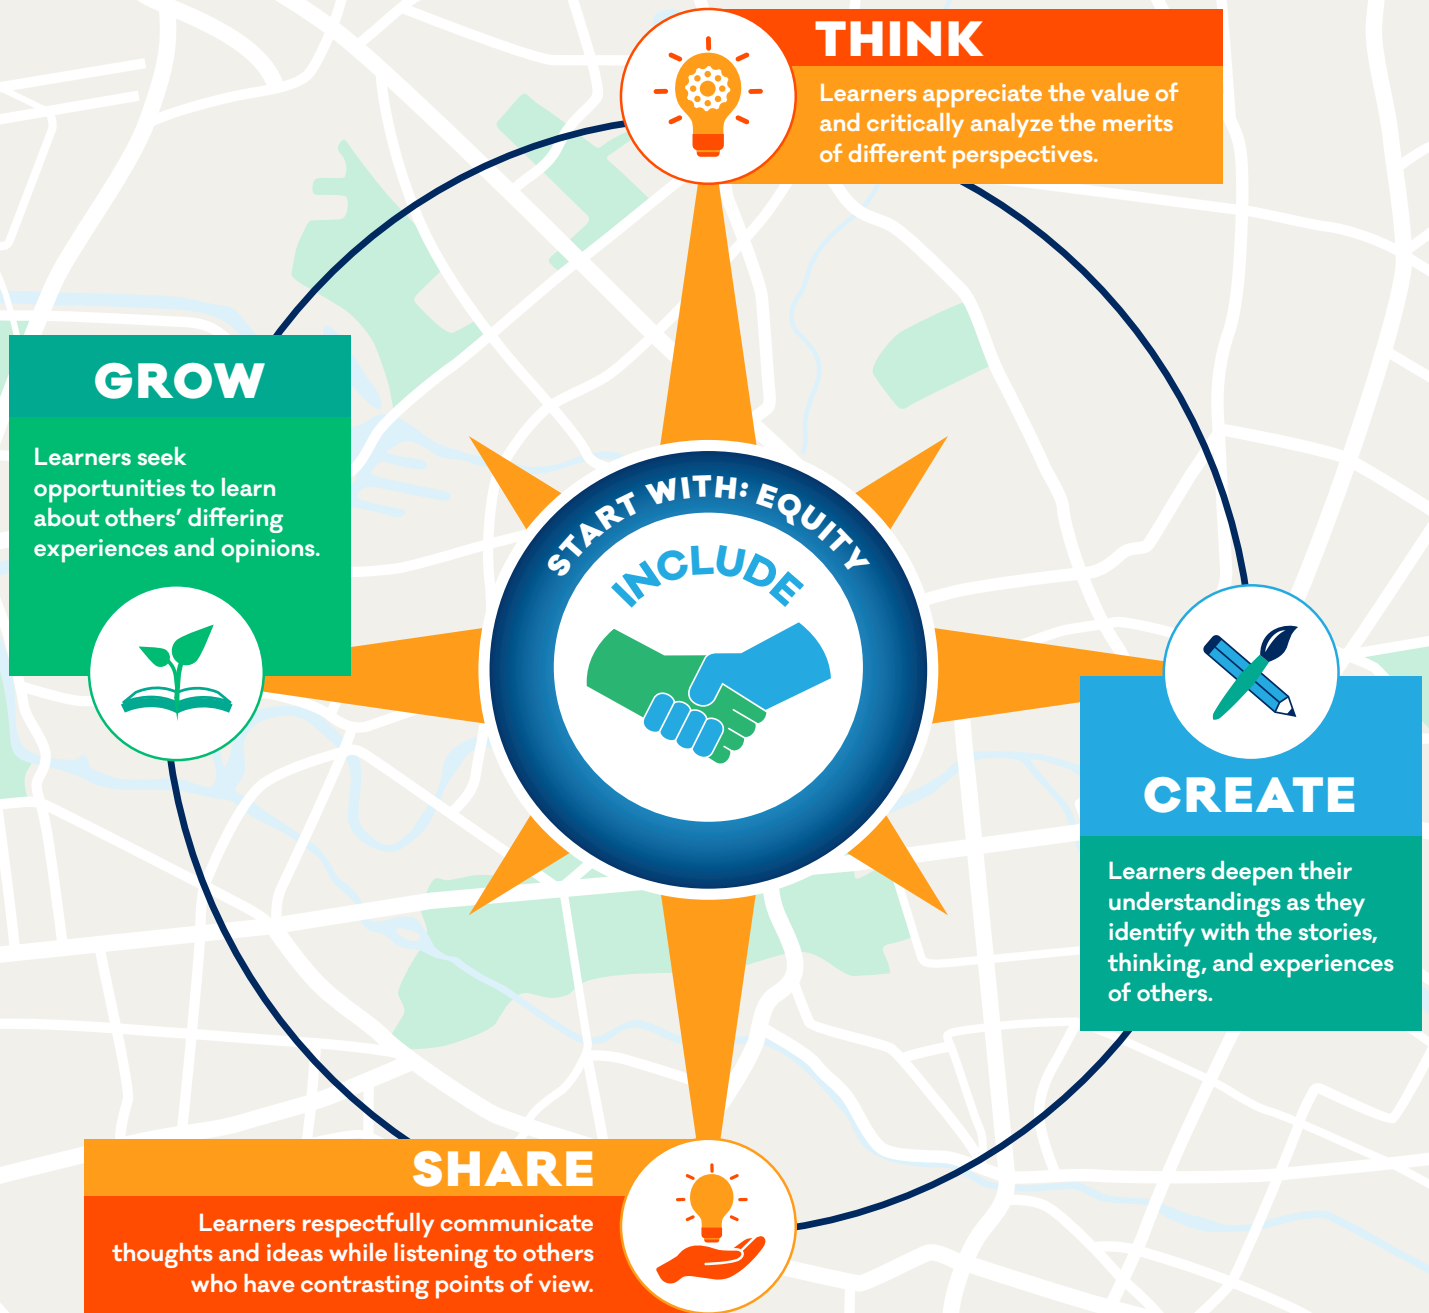 THINK
Learners appreciate the value of
and critically analyze the merits
of different perspectives.
GROW
Learners seek
opportunities to learn
about others’ differing
experiences and opinions.
START WITH: EQUITY
INCLUDE
CREATE
Learners deepen their
understandings as they
identify with the stories,
thinking, and experiences
of others.
SHARE
Learners respectfully communicate
thoughts and ideas while listening to others
who have contrasting points of view.